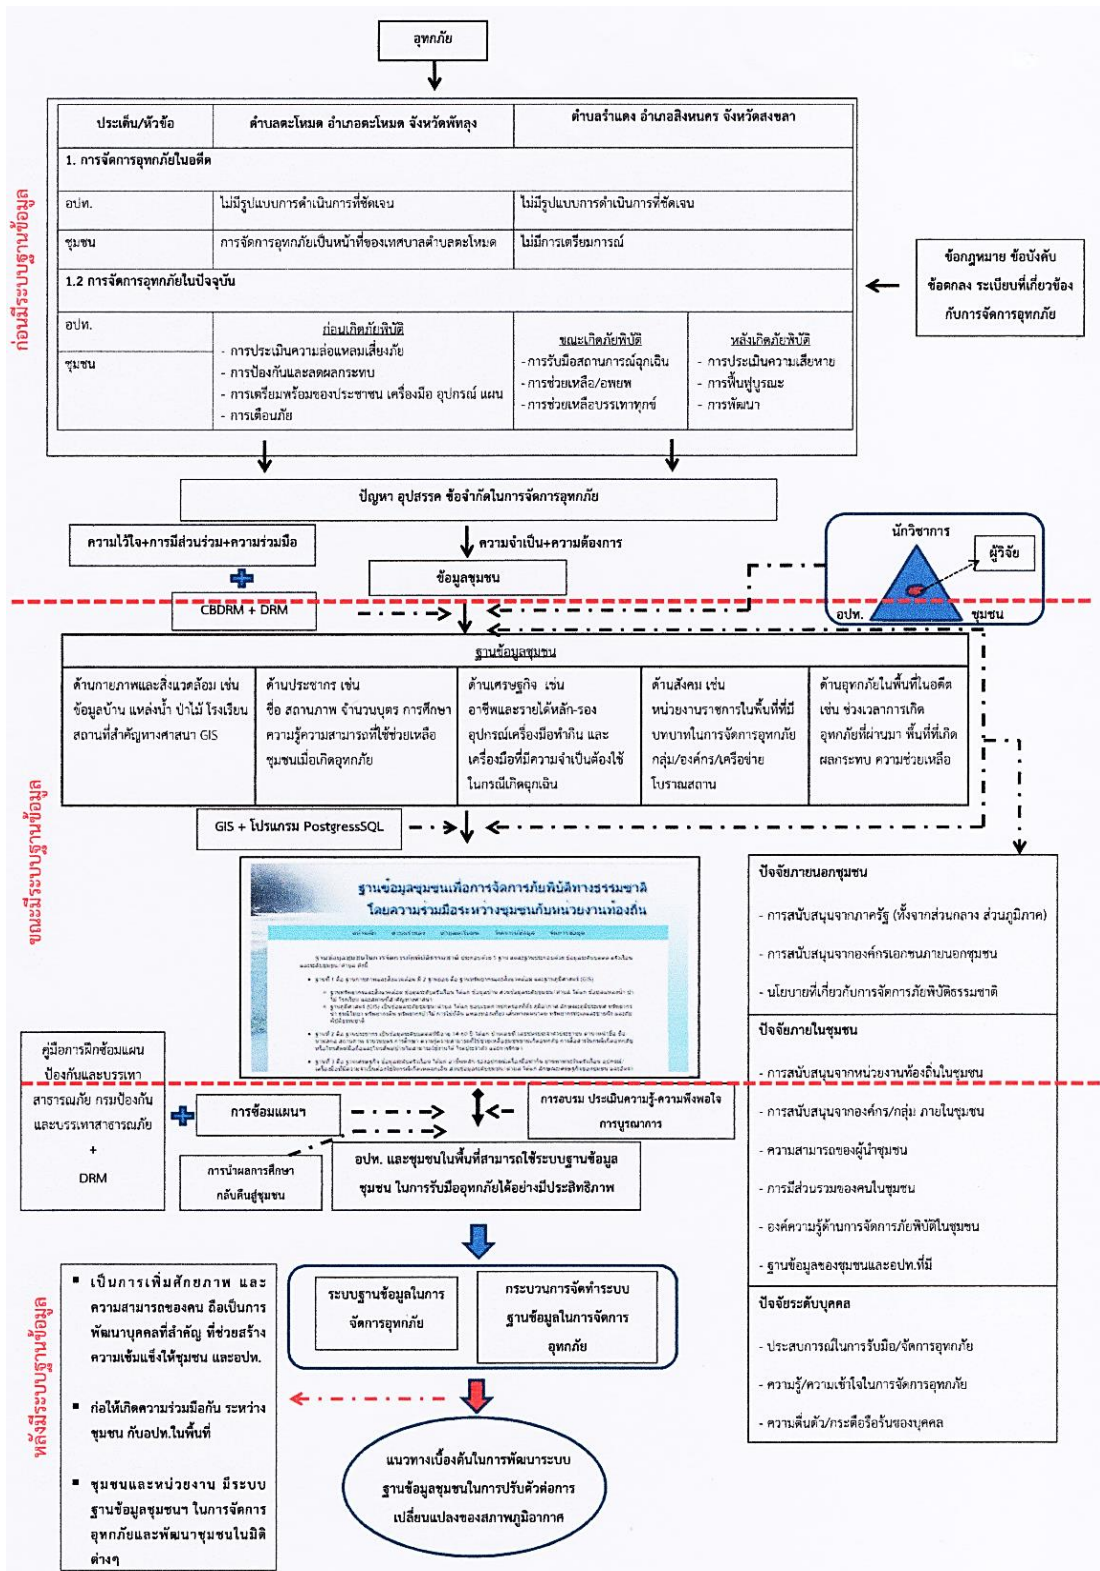 อุทกภัย
ประเด็น/หัวข้อ
ตำบลตะโหมด อำเภอตะโหมด จังหวัดพัทลุง
ตำบลรำแดง อำเภอสิงหนคร จังหวัดสงขลา
1. การจัดการอุทกภัยในอดีต
อปท.
ไม่มีรูปแบบการดำเนินการที่ชัดเจน
ไม่มีรูปแบบการดำเนินการที่ชัดเจน
ชุมชน
การจัดการอุทกภัยเป็นหน้าที่ของเทศบาลตำบลตะโหมด
ไม่มีการเตรียมการณ์
1.2 การจัดการอุทกภัยในปัจจุบัน
อปท.
ชุมชน
ก่อนเกิดภัยพิบัติ
- การประเมินความล่อแหลมเสี่ยงภัย
- การป้องกันและลดผลกระทบ
- การเตรียมพร้อมของประชาชน เครื่องมือ อุปกรณ์ แผน
- การเตือนภัย
ขณะเกิดภัยพิบัติ
-การรับมือสถานการณ์ฉุกเฉิน
-การช่วยเหลือ/อพยพ
-การช่วยเหลือบรรเทาทุกข์
หลังเกิดภัยพิบัติ
- การประเมินความเสียหาย
- การฟื้นฟูบูรณะ
- การพัฒนา
ข้อกฎหมาย ข้อบังคับ
ข้อตกลง ระเบียบที่เกี่ยวข้อง
กับการจัดการอุทกภัย
ก่อนมีระบบฐานข้อมูล
ปัญหา อุปสรรค ข้อจำกัดในการจัดการอุทกภัย
ความไว้ใจ+การมีส่วนร่วม+ความร่วมมือ
ความจำเป็น+ความต้องการ
ข้อมูลชุมชน
CBDRM + DRM
นักวิชาการ
ผู้วิจัย
อปท.
ชุมชน
ฐานข้อมูลชุมชน
ด้านกายภาพและสิ่งแวดล้อม เช่น
ข้อมูลบ้าน แหล่งน้ำ ป่าไม้ โรงเรียน
สถานที่สำคัญทางศาสนา GIS
ด้านประชากร เช่น
ชื่อ สถานภาพ จำนวนบุตร การศึกษา
ความรู้ความสามารถที่ใช้ช่วยเหลือ
ชุมชนเมื่อเกิดอุทกภัย
ด้านเศรษฐกิจ เช่น
อาชีพและรายได้หลัก-รอง
อุปกรณ์เครื่องมือทำกิน และ
เครื่องมือที่มีความจำเป็นต้องใช้
ในกรณีเกิดฉุกเฉิน
ด้านสังคม เช่น
หน่วยงานราชการในพื้นที่ที่มี
บทบาทในการจัดการอุทกภัย
กลุ่ม/องค์กร/เครือข่าย
โบราณสถาน
ด้านอุทกภัยในพื้นที่ในอดีต
เช่น ช่วงเวลาการเกิด
อุทกภัยที่ผ่านมา พื้นที่ที่เกิด
ผลกระทบ ความช่วยเหลือ
ขณะมีระบบฐานข้อมูล
GIS + โปรแกรม PostgressSQL
ฐานข้อมูลชุมชนเพื่อการจัดการภัยพิบัติทางธรรมชาติ
โดยความร่วมมือระหว่างชุมชนกับหน่วยงานท้องถิ่น
ปัจจัยภายนอกชุมชน
- การสนับสนุนจากภาครัฐ (ทั้งจากส่วนกลาง ส่วนภูมิภาค)
- การสนับสนุนจากองค์กรเอกชนภายนอกชุมชน
- นโยบายที่เกี่ยวกับการจัดการภัยพิบัติธรรมชาติ
ปัจจัยภายในชุมชน
- การสนับสนุนจากหน่วยงานท้องถิ่นในชุมชน
- การสนับสนุนจากองค์กร/กลุ่ม ภายในชุมชน
- ความสามารถของผู้นำชุมชน
- การมีส่วนรวมของคนในชุมชน
- องค์ความรู้ด้านการจัดการภัยพิบัติในชุมชน
- ฐานข้อมูลของชุมชนและอปท.ที่มี
ปัจจัยระดับบุคคล
- ประสบการณ์ในการรับมือ/จัดการอุทกภัย
- ความรู้/ความเข้าใจในการจัดการอุทกภัย
- ความตื่นตัว/กระตือรือร้นของบุคคล
คู่มือการฝึกซ้อมแผน
ป้องกันและบรรเทา
สาธารณภัย กรมป้องกัน
และบรรเทาสาธารณภัย
+
DRM
การซ้อมแผนฯ
การอบรม ประเมินความรู้-ความพึงพอใจ
การบูรณาการ
การนำผลการศึกษา
กลับคืนสู่ชุมชน
อปท. และชุมชนในพื้นที่สามารถใช้ระบบฐานข้อมูล
ชุมชน ในการรับมืออุทกภัยได้อย่างมีประสิทธิภาพ
ระบบฐานข้อมูลในการ
จัดการอุทกภัย
กระบวนการจัดทำระบบ
ฐานข้อมูลในการจัดการ
อุทกภัย
หลังมีระบบฐานข้อมูล
▪ เป็นการเพิ่มศักยภาพ และ
ความสามารถของคน ถือเป็นการ
พัฒนาบุคคลที่สำคัญ ที่ช่วยสร้าง
ความเข้มแข็งให้ชุมชน และอปท.
▪ ก่อให้เกิดความร่วมมือกัน ระหว่าง
ชุมชน กับอปท.ในพื้นที่
▪ ชุมชนและหน่วยงาน มีระบบ
ฐานข้อมูลชุมชนฯ ในการจัดการ
อุทกภัยและพัฒนาชุมชนในมิติ
ต่างๆ
แนวทางเบื้องต้นในการพัฒนาระบบ
ฐานข้อมูลชุมชนในการปรับตัวต่อการ
เปลี่ยนแปลงของสภาพภูมิอากาศ